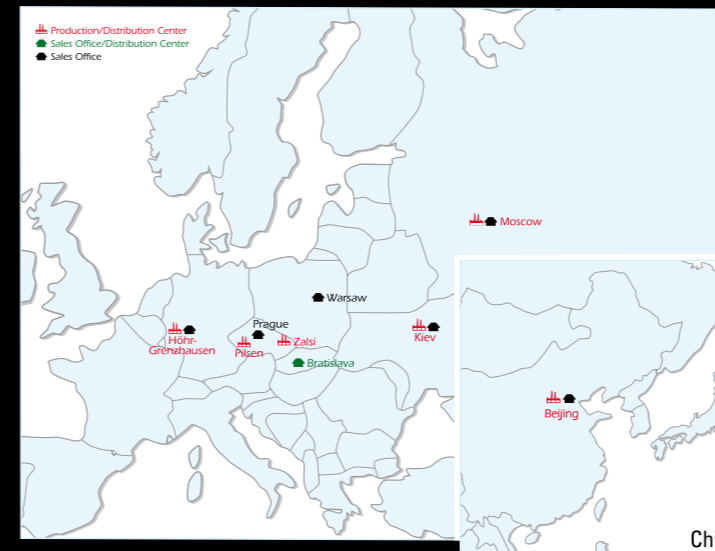 Production/Distribution Center
Sales Office/Distribution Center
Sales Office
Moscow
Warsaw
Prague
Höhr-
Grenzhausen
Pilsen
Zalsi
Kiev
Bratislava
Beijing
Ch